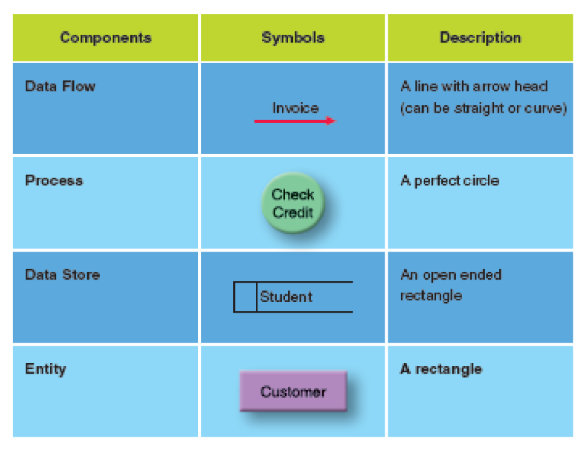 Components Symbols Description
Data Flow
Invoice
A line with arrow head
(can be straight or curve)
Process
Check
Credit
A perfect circle
Data Store
Student
An open ended
rectangle
Entity
Customer
A rectangle